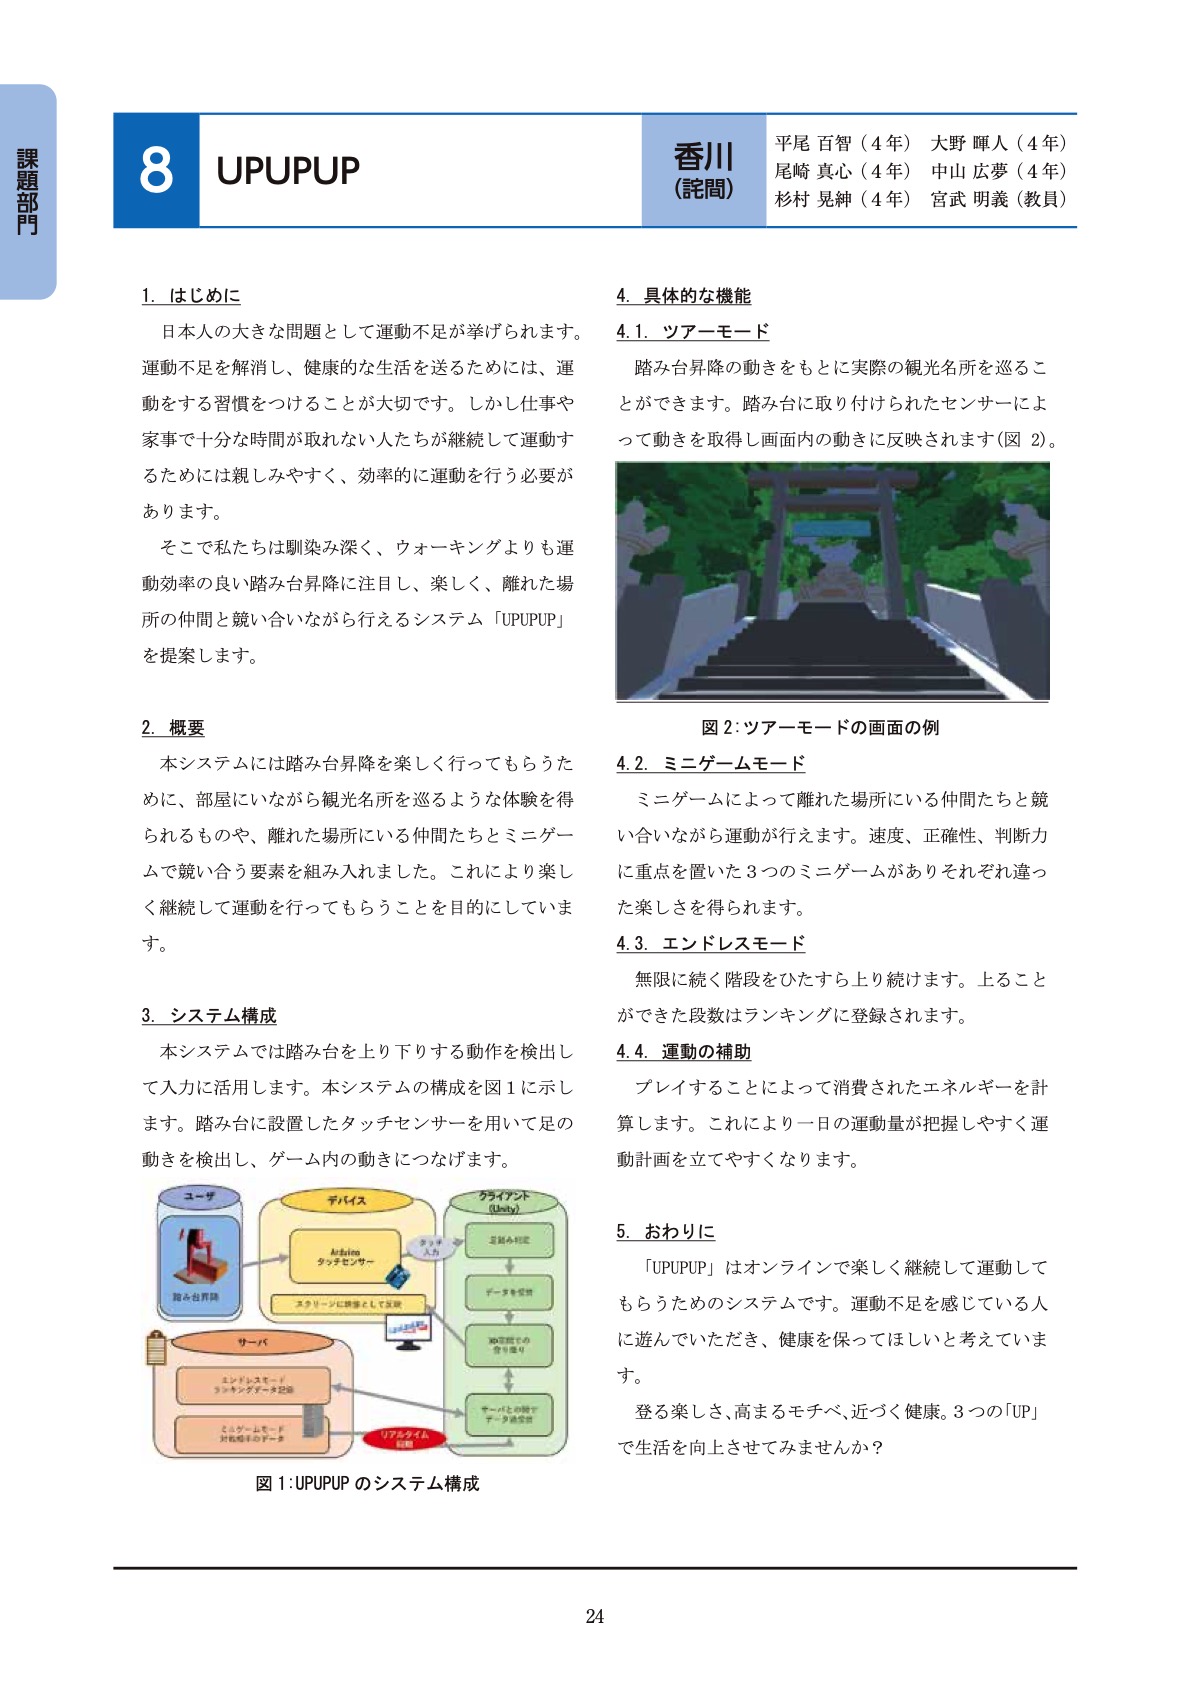 課題部門
8
UPUPUP
香川
(詫間)
平尾 百智（４年） 大野 暉人（４年）
尾崎 真心（４年） 中山 広夢（４年）
杉村 晃紳（４年） 宮武 明義（教員）
1. はじめに
日本人の大きな問題として運動不足が挙げられます。
運動不足を解消し、健康的な生活を送るためには、運
動をする習慣をつけることが大切です。しかし仕事や
家事で十分な時間が取れない人たちが継続して運動す
るためには親しみやすく、効率的に運動を行う必要が
あります。
そこで私たちは馴染み深く、ウォーキングよりも運
動効率の良い踏み台昇降に注目し、楽しく、離れた場
所の仲間と競い合いながら行えるシステム「UPUPUP」
を提案します。
2. 概要
本システムには踏み台昇降を楽しく行ってもらうた
めに、部屋にいながら観光名所を巡るような体験を得
られるものや、離れた場所にいる仲間たちとミニゲー
ムで競い合う要素を組み入れました。これにより楽し
く継続して運動を行ってもらうことを目的にしていま
す。
3. システム構成
本システムでは踏み台を上り下りする動作を検出し
て入力に活用します。本システムの構成を図１に示し
ます。踏み台に設置したタッチセンサーを用いて足の
動きを検出し、ゲーム内の動きにつなげます。
ユーザ
踏み台昇降
デバイス
Arduino
タッチセンサー
スクリーンに映像として反映
タッチ
入力
クライアント
(Unity)
足踏み判定
データを変換
3D空間での
登り降り
サーバとの間で
データ送受信
サーバ
エンドレスモード
ランキングデータ記録
ミニゲームモード
対戦相手のデータ
リアルタイム
同期
図 1:UPUPUP のシステム構成
4. 具体的な機能
4.1. ツアーモード
踏み台昇降の動きをもとに実際の観光名所を巡るこ
とができます。踏み台に取り付けられたセンサーによ
って動きを取得し画面内の動きに反映されます(図 2)。
図 2:ツアーモードの画面の例
4.2. ミニゲームモード
ミニゲームによって離れた場所にいる仲間たちと競
い合いながら運動が行えます。速度、正確性、判断力
に重点を置いた３つのミニゲームがありそれぞれ違っ
た楽しさを得られます。
4.3. エンドレスモード
無限に続く階段をひたすら上り続けます。上ること
ができた段数はランキングに登録されます。
4.4. 運動の補助
プレイすることによって消費されたエネルギーを計
算します。これにより一日の運動量が把握しやすく運
動計画を立てやすくなります。
5. おわりに
「UPUPUP」はオンラインで楽しく継続して運動して
もらうためのシステムです。運動不足を感じている人
に遊んでいただき、健康を保ってほしいと考えていま
す。
登る楽しさ、高まるモチベ、近づく健康。３つの「UP」
で生活を向上させてみませんか？
24